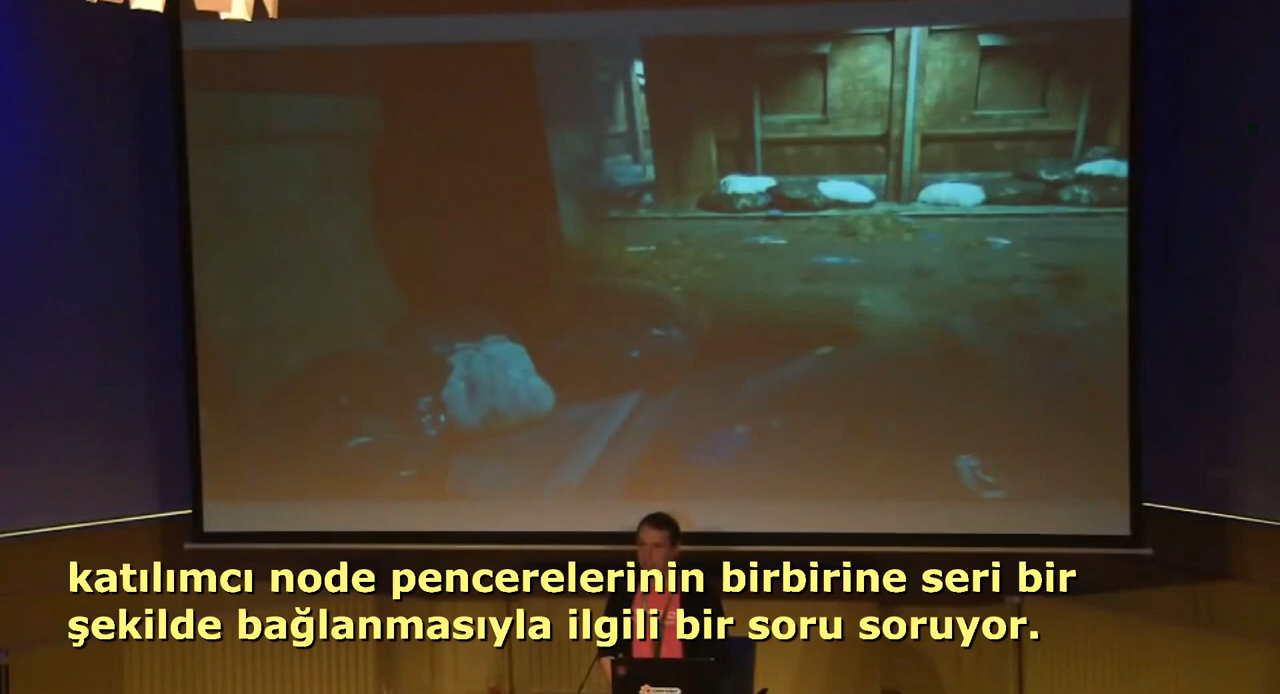 katılımcı node pencerelerinin birbirine seri bir
şekilde bağlanmasıyla ilgili bir soru soruyor.